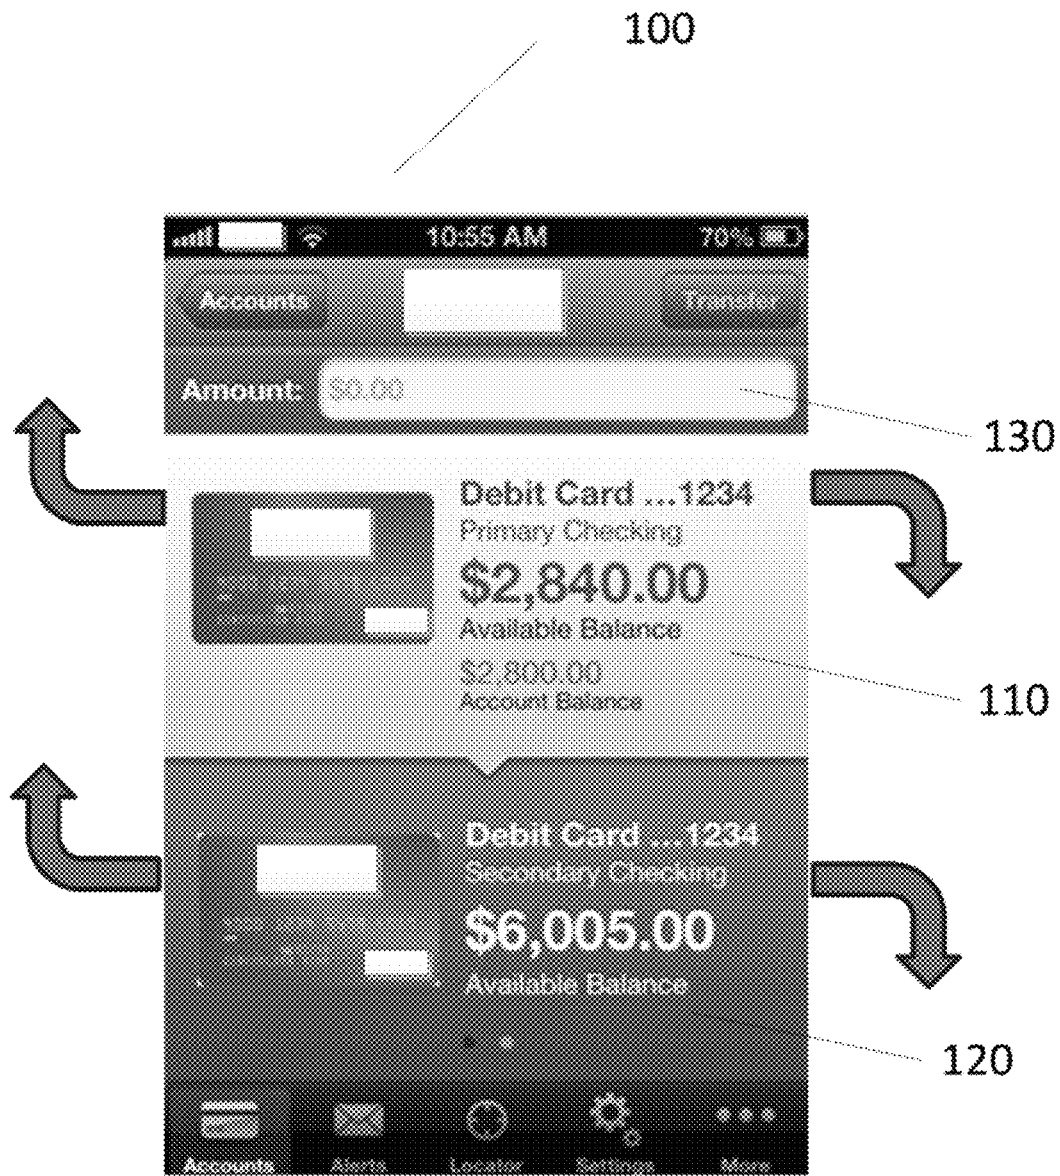 100
10:55 AM 70%
Accounts Transfer
Amount: $0.00
130
Debit Card ...1234
Primary Checking
$2,840.00
Available Balance
$2,800.00
Account Balance
110
Debit Card ...1234
Secondary Checking
$6,005.00
Available Balance
120
Accounts Alerts Locator Settings More